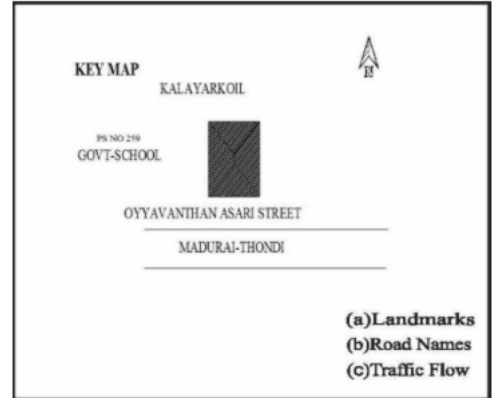 N
KEY MAP
KALAYARKOIL
PS NO 259
GOVT-SCHOOL
OYYAVANTHAN ASARI STREET
MADURAI-THONDI
(a)Landmarks
(b)Road Names
(c)Traffic Flow